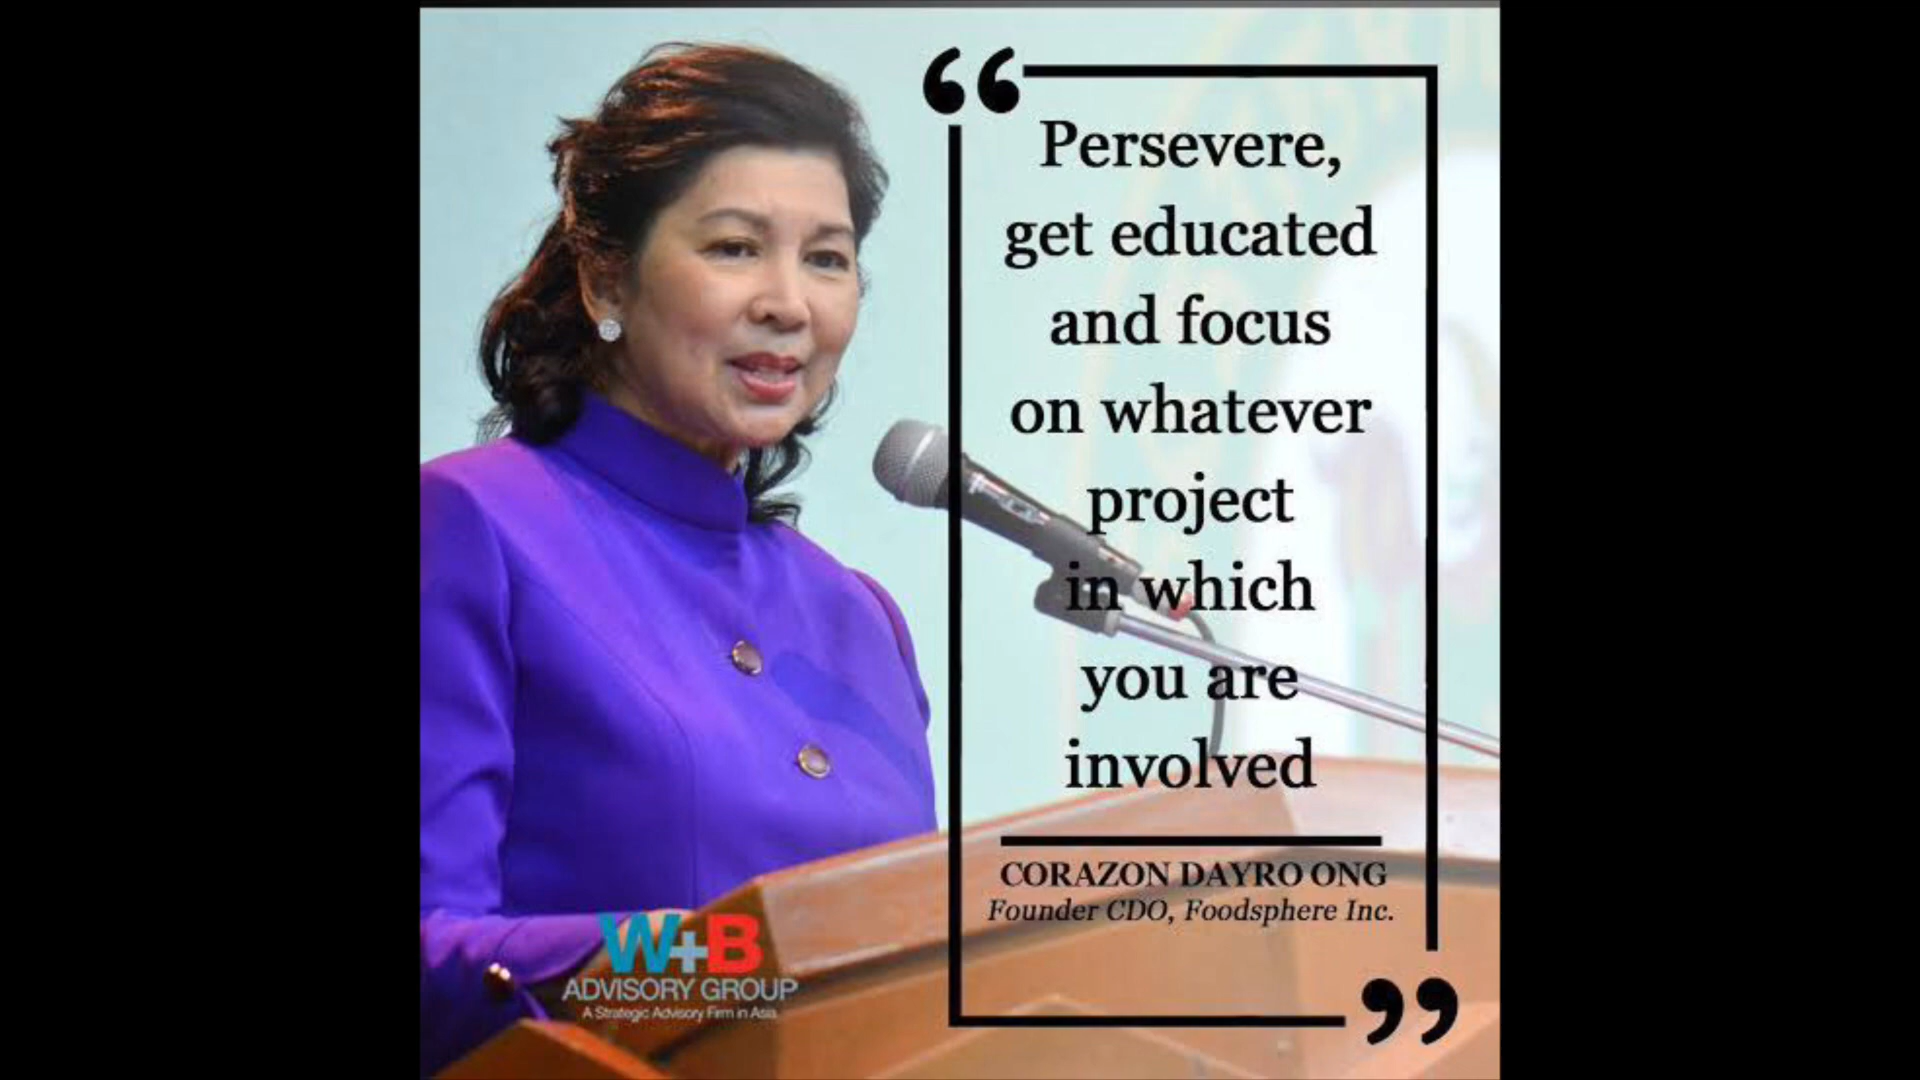 “
Persevere,
get educated
and focus
on whatever
project
in which
you are
involved
CORAZON DAYRO ONG
Founder CDO, Foodsphere Inc.
”
W+B
ADVISORY GROUP
A Strategic Advisory Firm in Asia